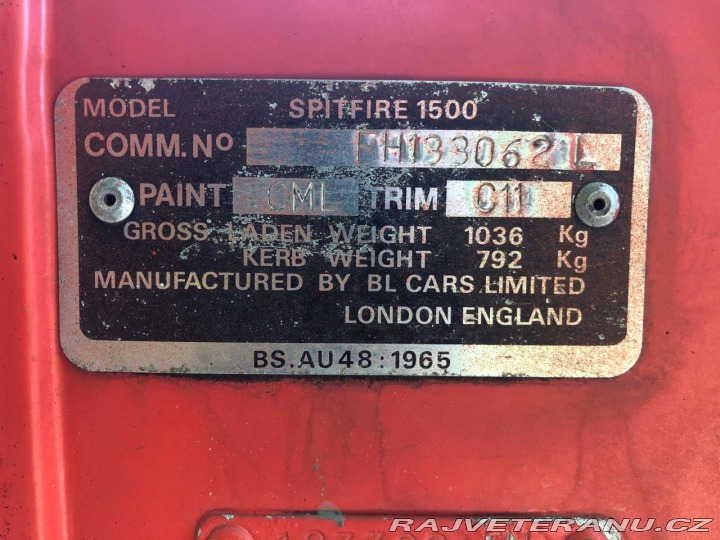 MODEL SPITFIRE 1500
COMM. Nº FH133062 L
PAINT CML TRIM C11
GROSS LADEN WEIGHT 1036 Kg
KERB WEIGHT 792 Kg
MANUFACTURED BY BL CARS LIMITED
LONDON ENGLAND
BS.AU48:1965
RAJVETERANU.CZ